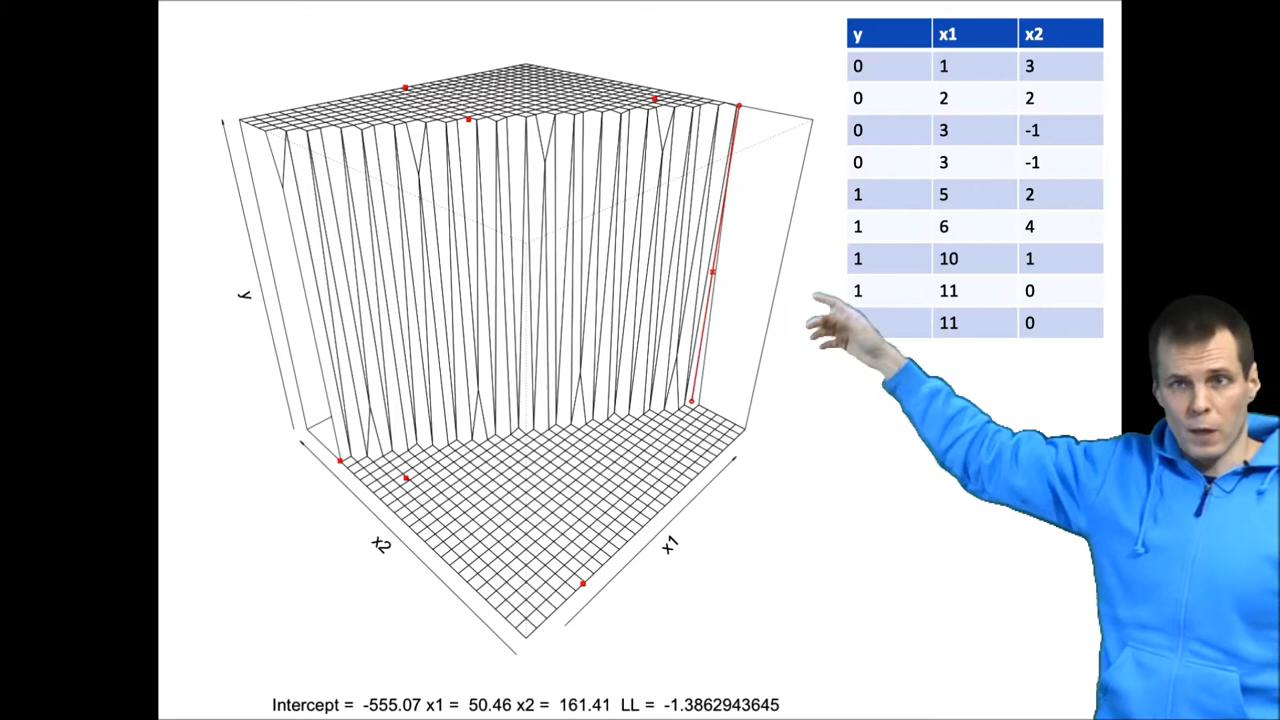 y x1 x2
0 1 3
0 2 2
0 3 -1
0 3 -1
1 5 2
1 6 4
1 10 1
1 11 0
11 0
y
x2
x1
Intercept = -555.07 x1 = 50.46 x2 = 161.41 LL = -1.3862943645